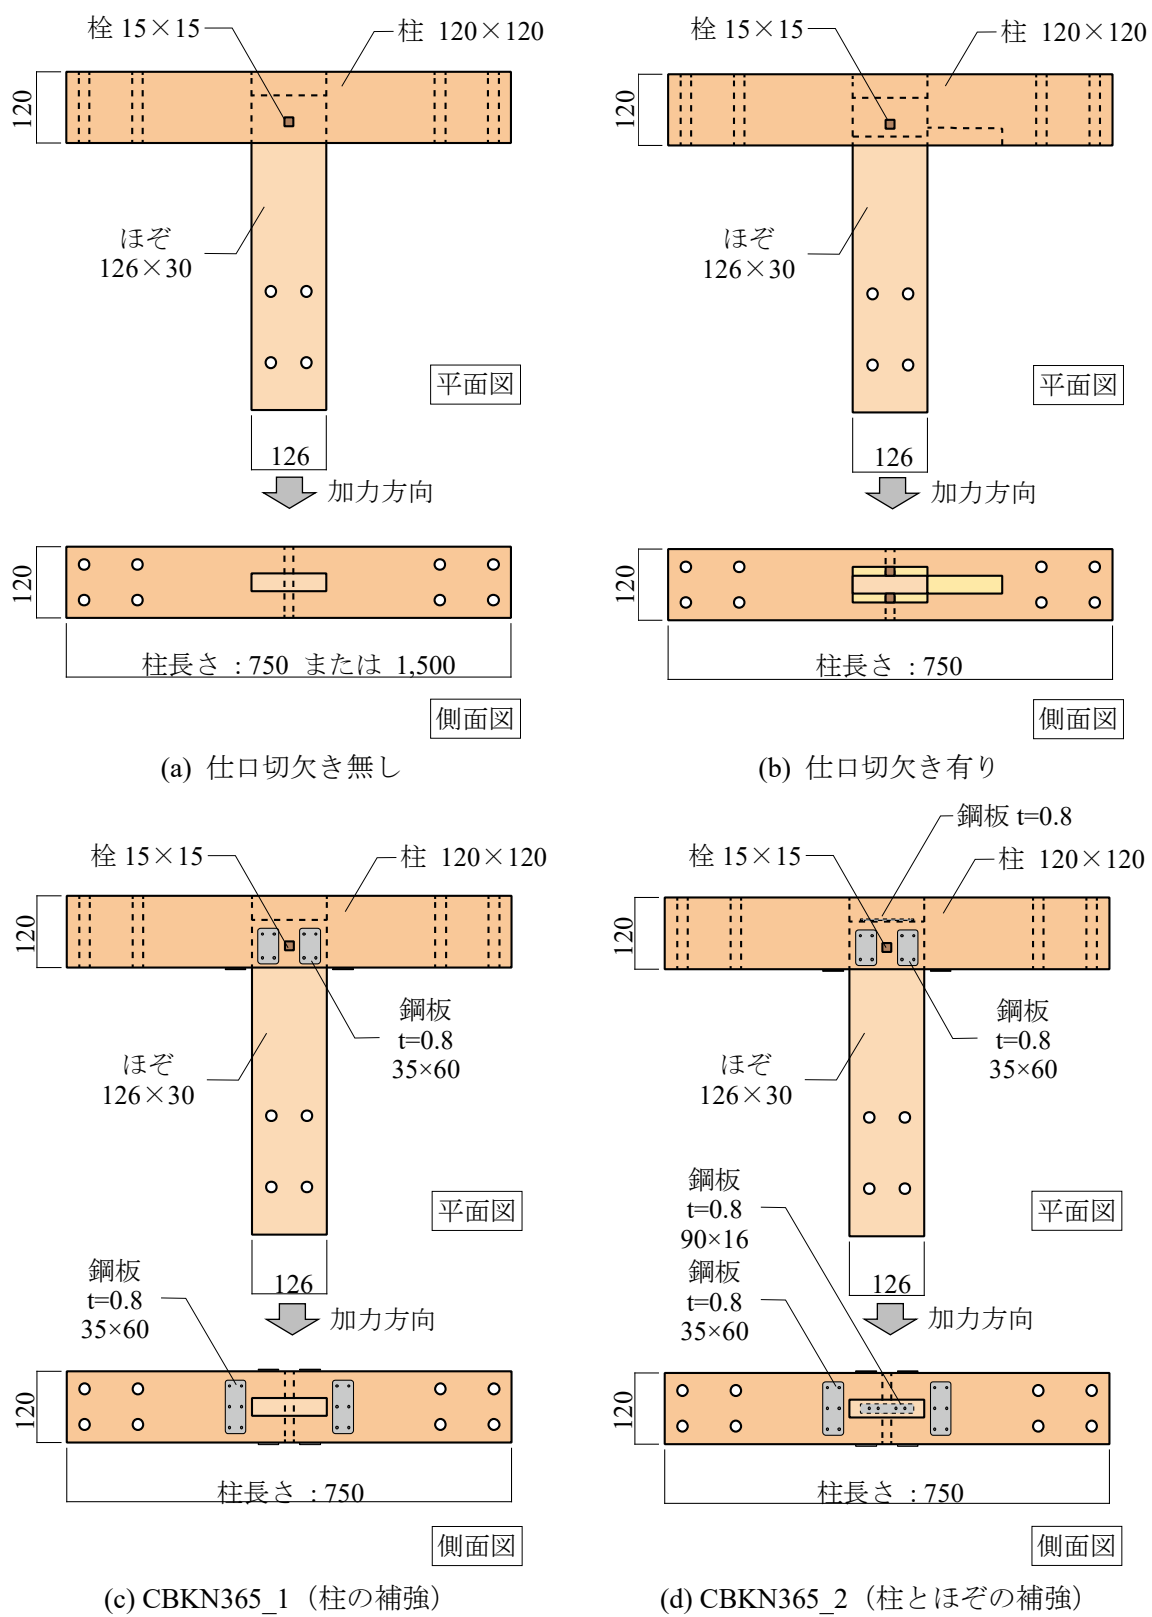 栓 15×15
柱 120×120
120
ほぞ
126×30
平面図
126
加力方向
120
柱長さ : 750 または 1,500
側面図
(a) 仕口切欠き無し
栓 15×15
柱 120×120
120
ほぞ
126×30
平面図
126
加力方向
120
柱長さ : 750
側面図
(b) 仕口切欠き有り
栓 15×15
柱 120×120
120
鋼板
t=0.8
35×60
ほぞ
126×30
平面図
126
加力方向
鋼板
t=0.8
35×60
120
柱長さ : 750
側面図
(c) CBKN365_1（柱の補強）
鋼板 t=0.8
栓 15×15
柱 120×120
120
鋼板
t=0.8
35×60
ほぞ
126×30
平面図
鋼板
t=0.8
90×16
鋼板
t=0.8
35×60
126
加力方向
120
柱長さ : 750
側面図
(d) CBKN365_2（柱とほぞの補強）